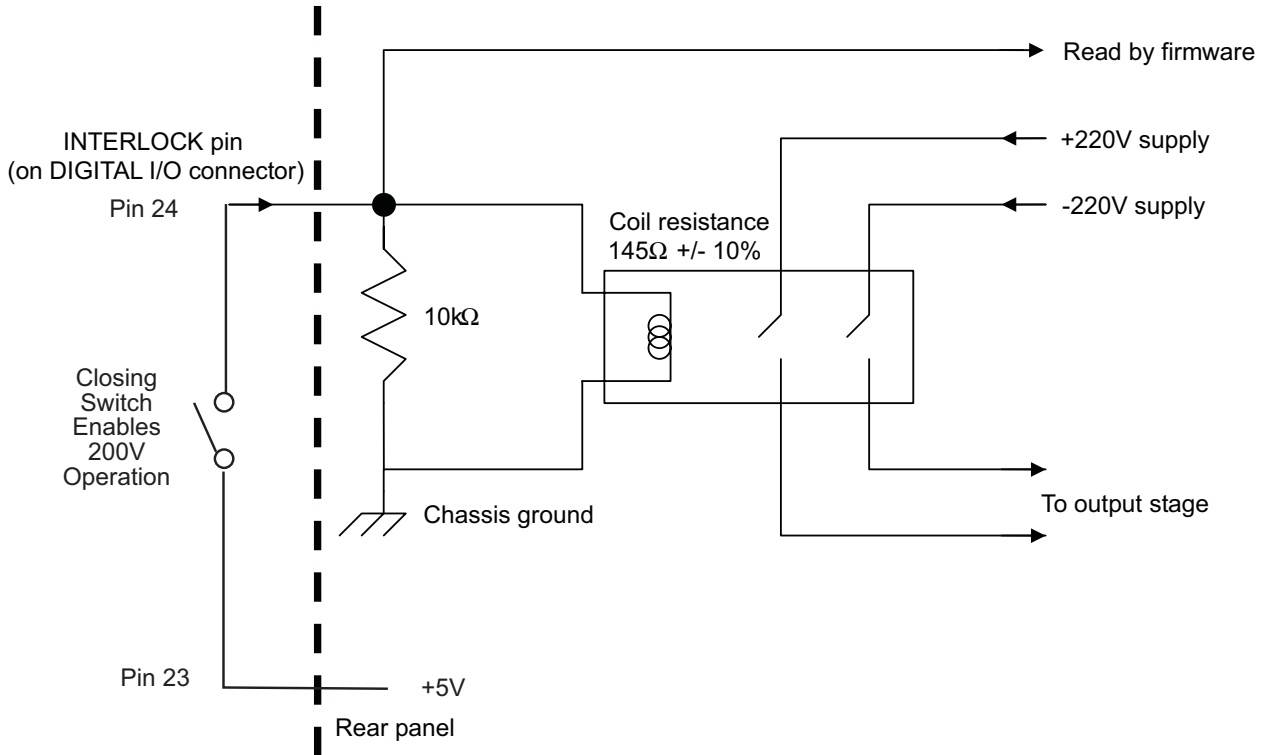 Read by firmware
INTERLOCK pin
(on DIGITAL I/O connector)
+220V supply
Pin 24
-220V supply
Coil resistance
145Ω +/- 10%
10kΩ
Closing
Switch
Enables
200V
Operation
Chassis ground
To output stage
Pin 23
+5V
Rear panel